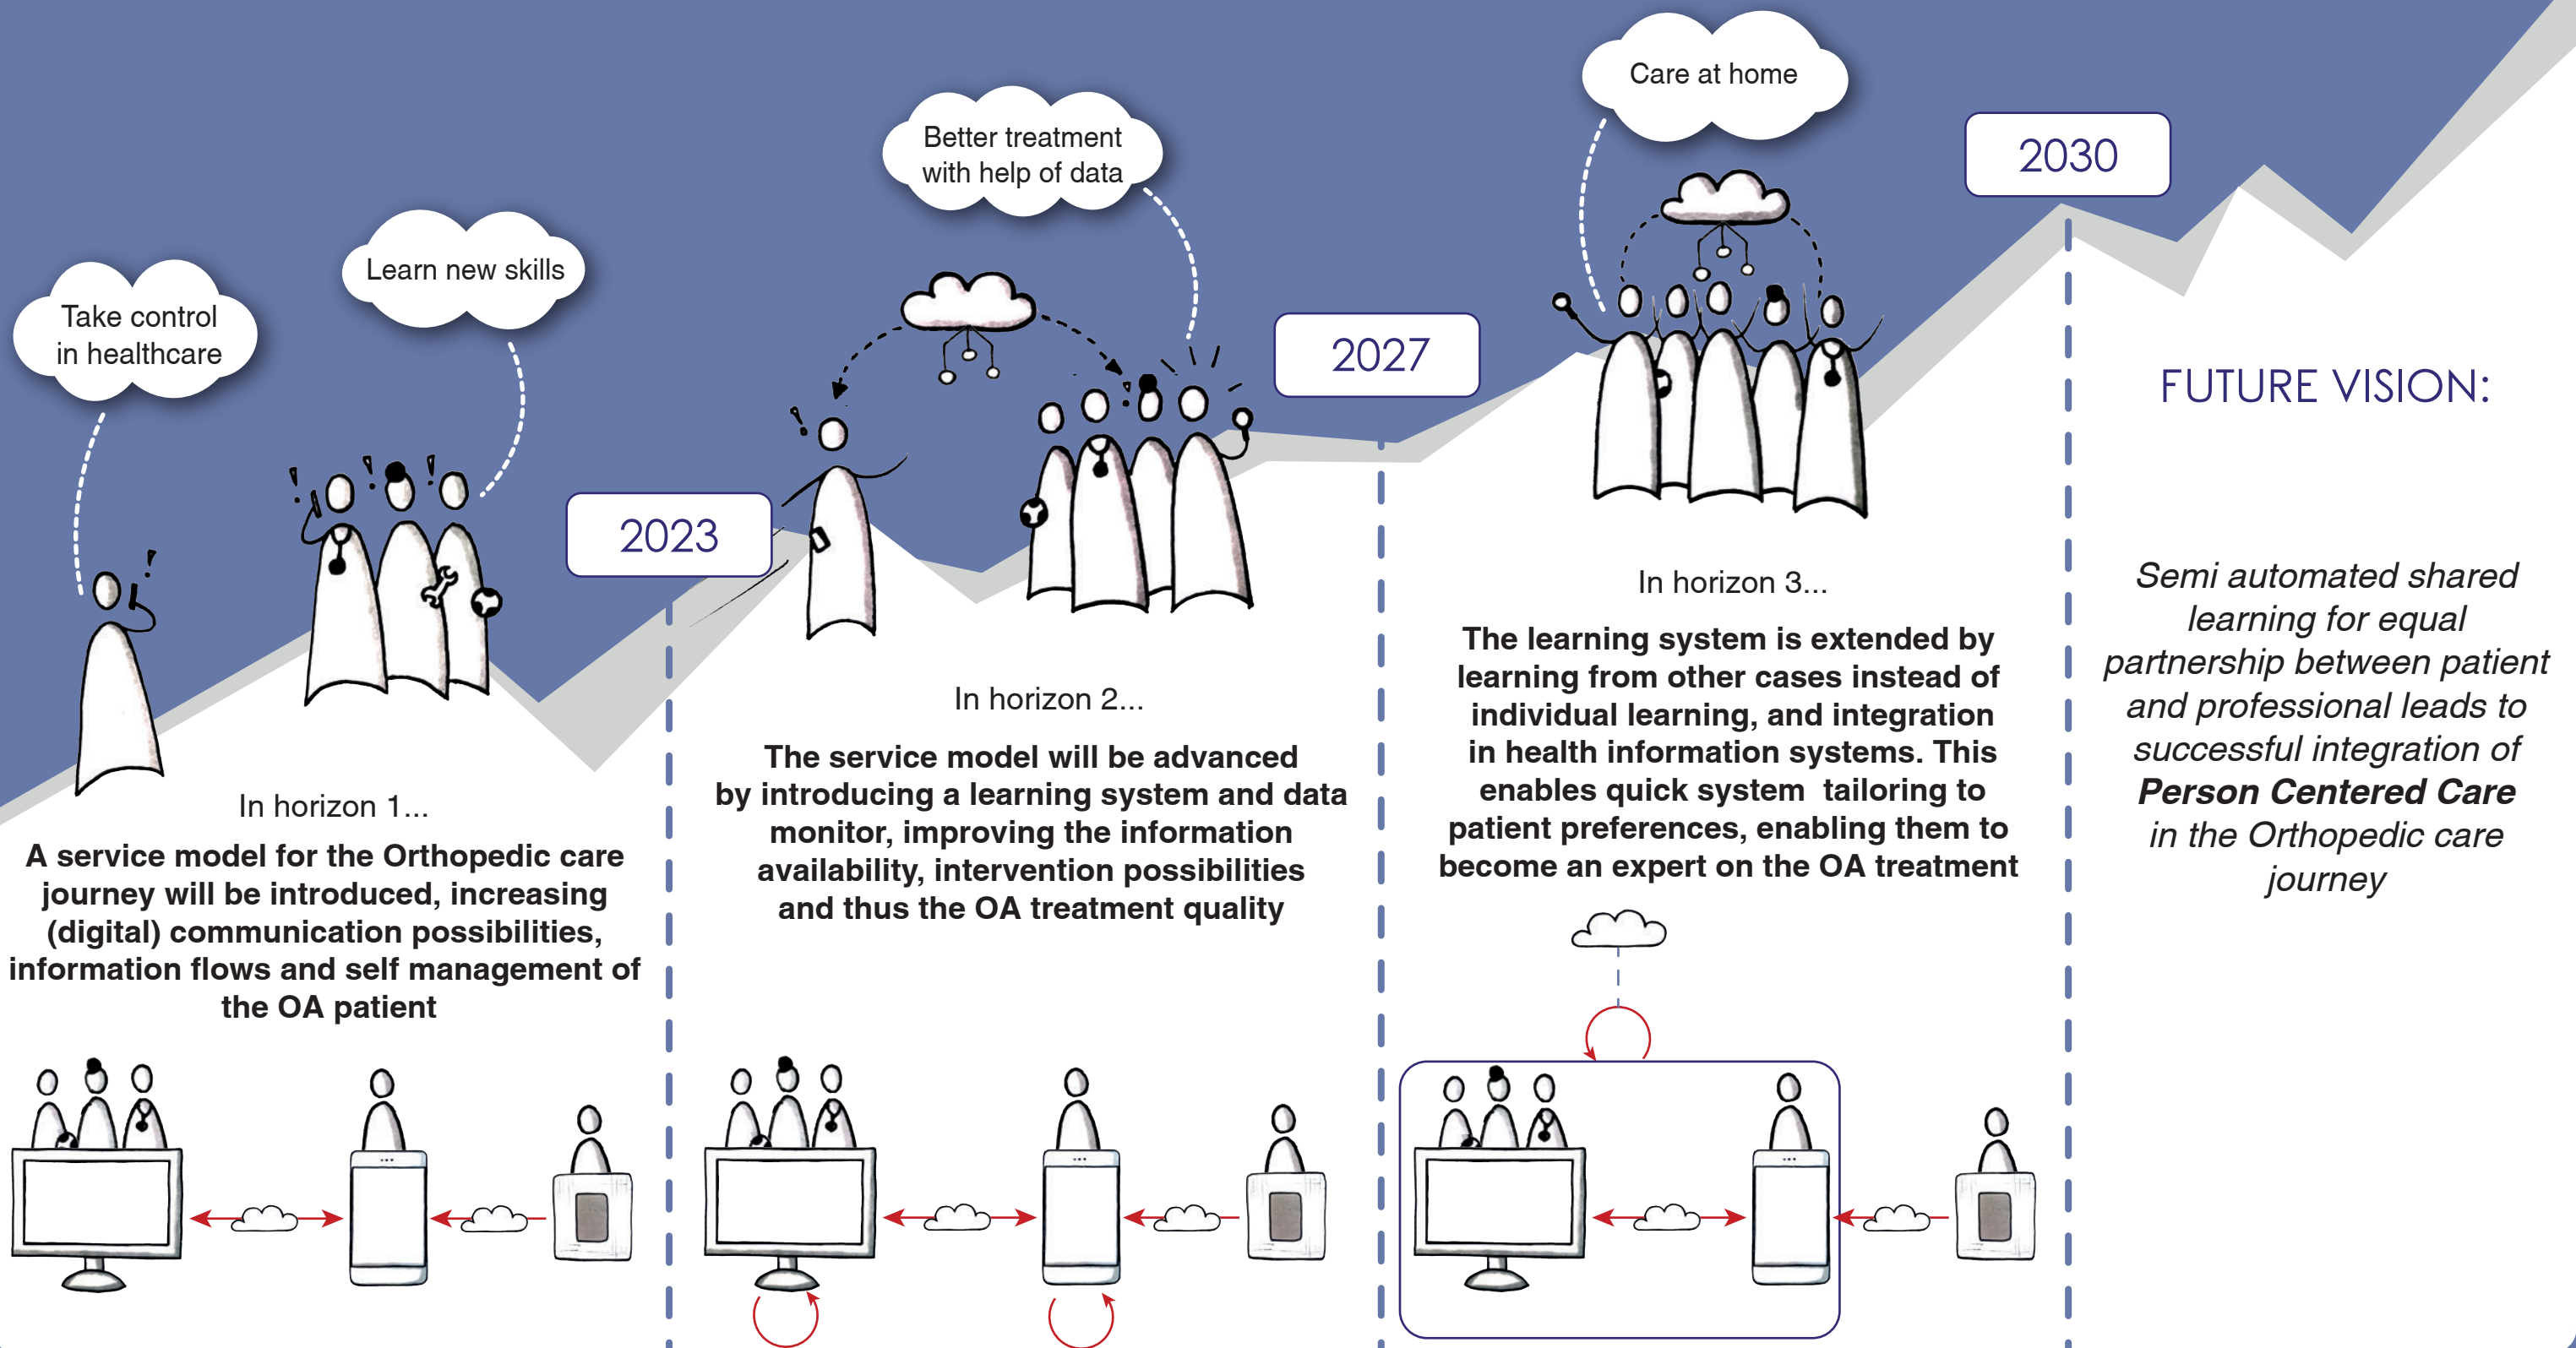 Take control
in healthcare
Learn new skills
2023
In horizon 1...
A service model for the Orthopedic care
journey will be introduced, increasing
(digital) communication possibilities,
information flows and self management of
the OA patient
Better treatment
with help of data
2027
In horizon 2...
The service model will be advanced
by introducing a learning system and data
monitor, improving the information
availability, intervention possibilities
and thus the OA treatment quality
Care at home
2030
In horizon 3...
The learning system is extended by
learning from other cases instead of
individual learning, and integration
in health information systems. This
enables quick system  tailoring to
patient preferences, enabling them to
become an expert on the OA treatment
FUTURE VISION:
Semi automated shared
learning for equal
partnership between patient
and professional leads to
successful integration of
Person Centered Care
in the Orthopedic care
journey